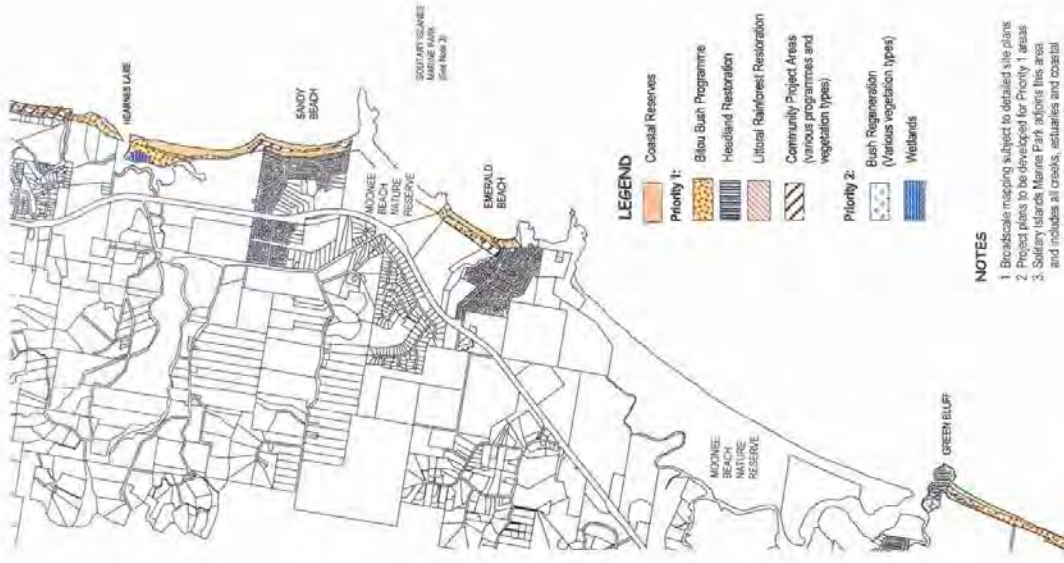 HEARNES LAKE
SANDY
BEACH
SOLITARY ISLANDS
MARINE PARK
(See Note 3)
MOONEE
BEACH
NATURE
RESERVE
EMERALD
BEACH
MOONEE
BEACH
NATURE
RESERVE
GREEN BLUFF
LEGEND
Coastal Reserves
Priority 1:
Bitou Bush Programme
Headland Restoration
Littoral Rainforest Restoration
Community Project Areas
(various programmes and
vegetation types)
Priority 2:
Bush Regeneration
(Various vegetation types)
Wetlands
NOTES
1. Broadscale mapping subject to detailed site plans
2. Project plans to be developed for Priority 1 areas
3. Solitary Islands Marine Park adjoins this area
and includes all creeks, estuaries and coastal